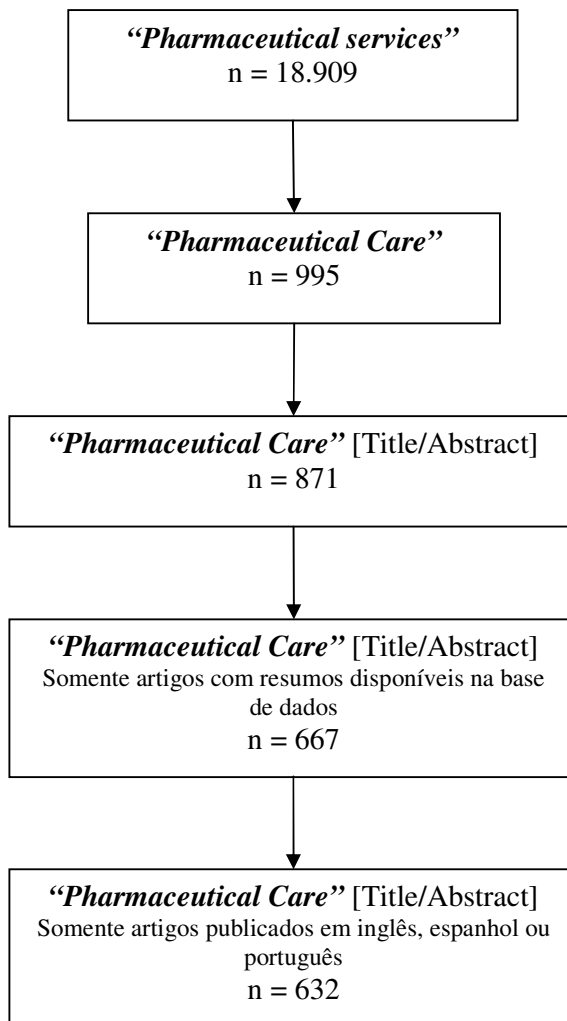 “Pharmaceutical services”
n = 18.909
“Pharmaceutical Care”
n = 995
“Pharmaceutical Care” [Title/Abstract]
n = 871
“Pharmaceutical Care” [Title/Abstract]
Somente artigos com resumos disponíveis na base
de dados
n = 667
“Pharmaceutical Care” [Title/Abstract]
Somente artigos publicados em inglês, espanhol ou
português
n = 632